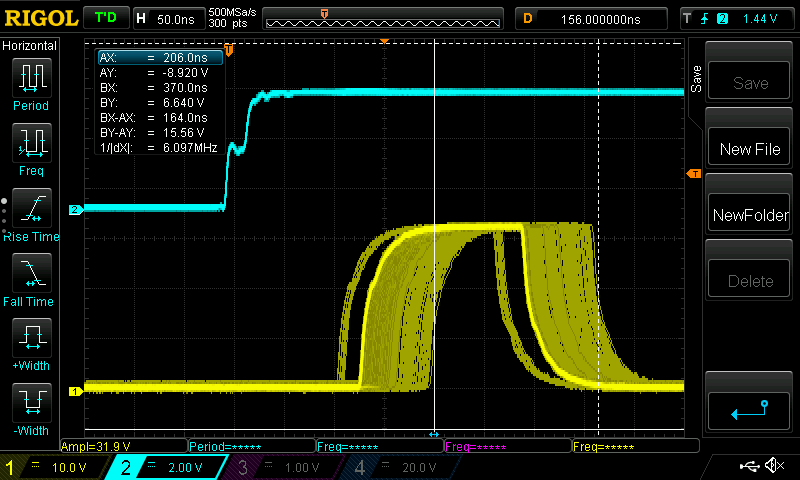 RIGOL T'D H 50.0ns 500MSa/s 300 pts T D 156.000000ns T 2 1.44 V
Horizontal
Period
Freq
Rise Time
Fall Time
+Width
-Width
AX: = 206.0ns
AY: = -8.920 V
BX: = 370.0ns
BY: = 6.640 V
BX-AX: = 164.0ns
BY-AY: = 15.56 V
1/|dX|: = 6.097MHz
T
2
1
T
Save
Save
New File
NewFolder
Delete
Ampl=31.9 V Period=***** Freq=***** Freq=***** Freq=*****
1 10.0 V 2 2.00 V 3 1.00 V 4 20.0 V